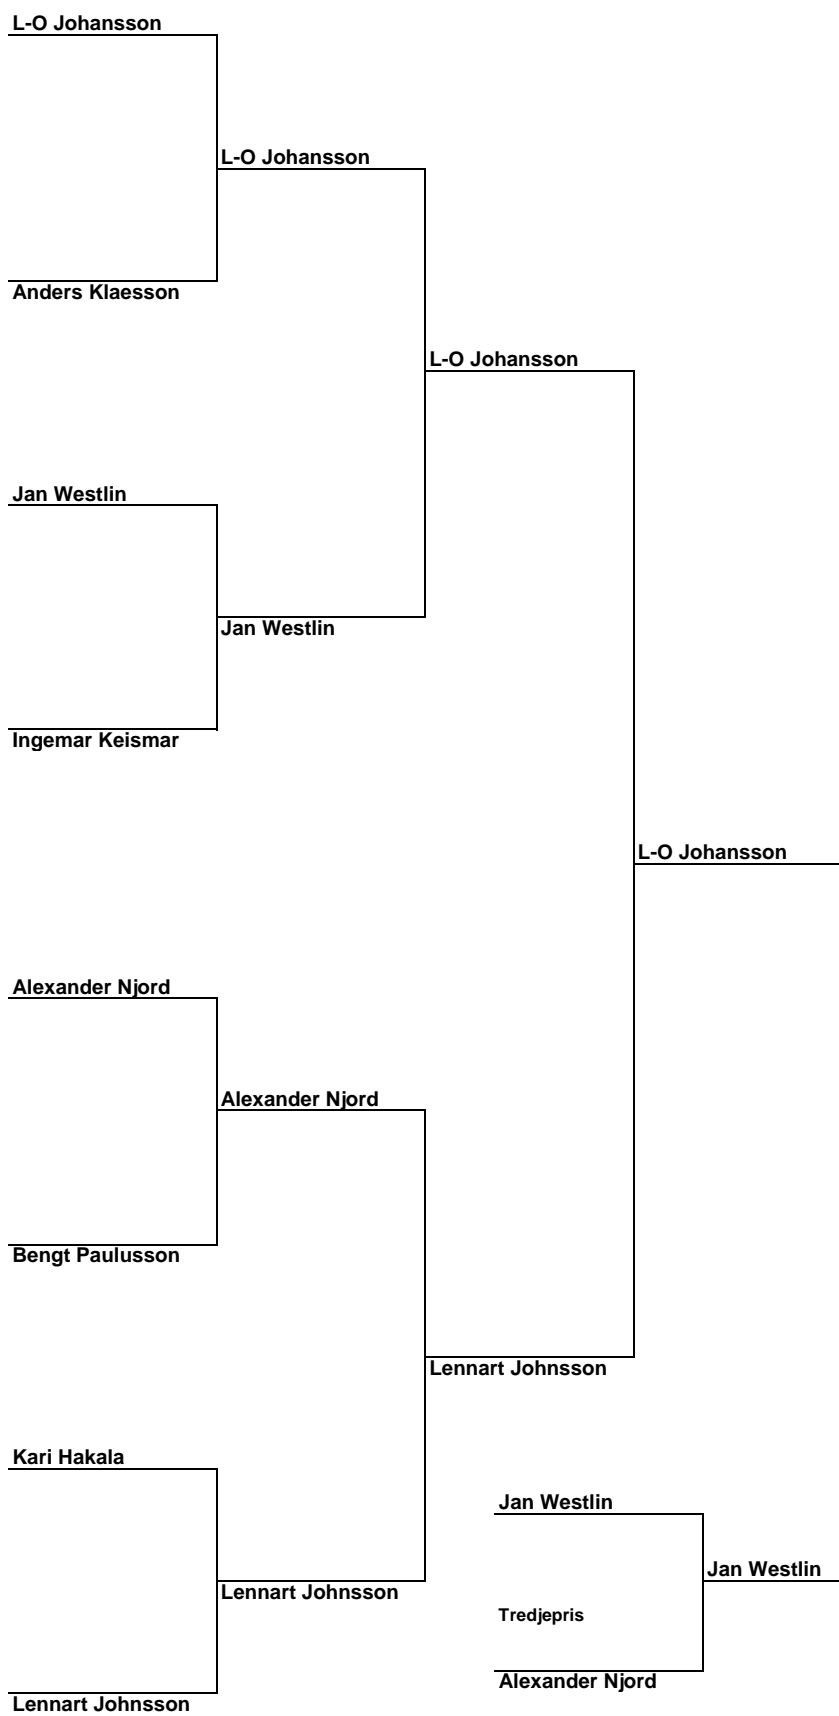 L-O Johansson
L-O Johansson
Anders Klaesson
L-O Johansson
Jan Westlin
Jan Westlin
Ingemar Keismar
L-O Johansson
Alexander Njord
Alexander Njord
Bengt Paulusson
Lennart Johnsson
Kari Hakala
Jan Westlin
Jan Westlin
Lennart Johnsson
Tredjepris
Alexander Njord
Lennart Johnsson